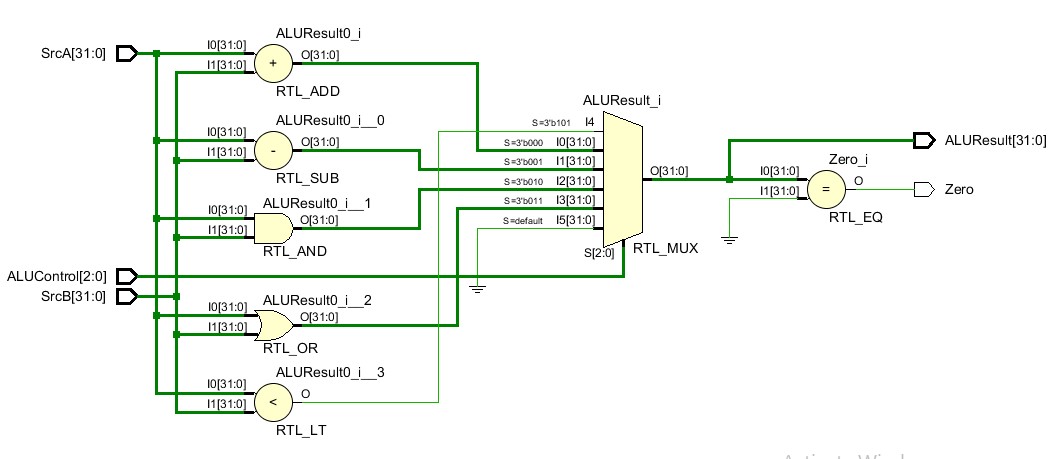 SrcA[31:0]
ALUResult0_i
I0[31:0]
I1[31:0]
+
O[31:0]
RTL_ADD
ALUResult0_i__0
I0[31:0]
I1[31:0]
-
O[31:0]
RTL_SUB
ALUResult0_i__1
I0[31:0]
I1[31:0]
O[31:0]
RTL_AND
ALUControl[2:0]
SrcB[31:0]
ALUResult0_i__2
I0[31:0]
I1[31:0]
O[31:0]
RTL_OR
ALUResult0_i__3
I0[31:0]
I1[31:0]
<
O
RTL_LT
ALUResult_i
S=3'b101 I4
S=3'b000 I0[31:0]
S=3'b001 I1[31:0]
S=3'b010 I2[31:0]
S=3'b011 I3[31:0]
S=default I5[31:0]
S[2:0]
O[31:0]
RTL_MUX
ALUResult[31:0]
Zero_i
I0[31:0]
I1[31:0]
=
O
RTL_EQ
Zero